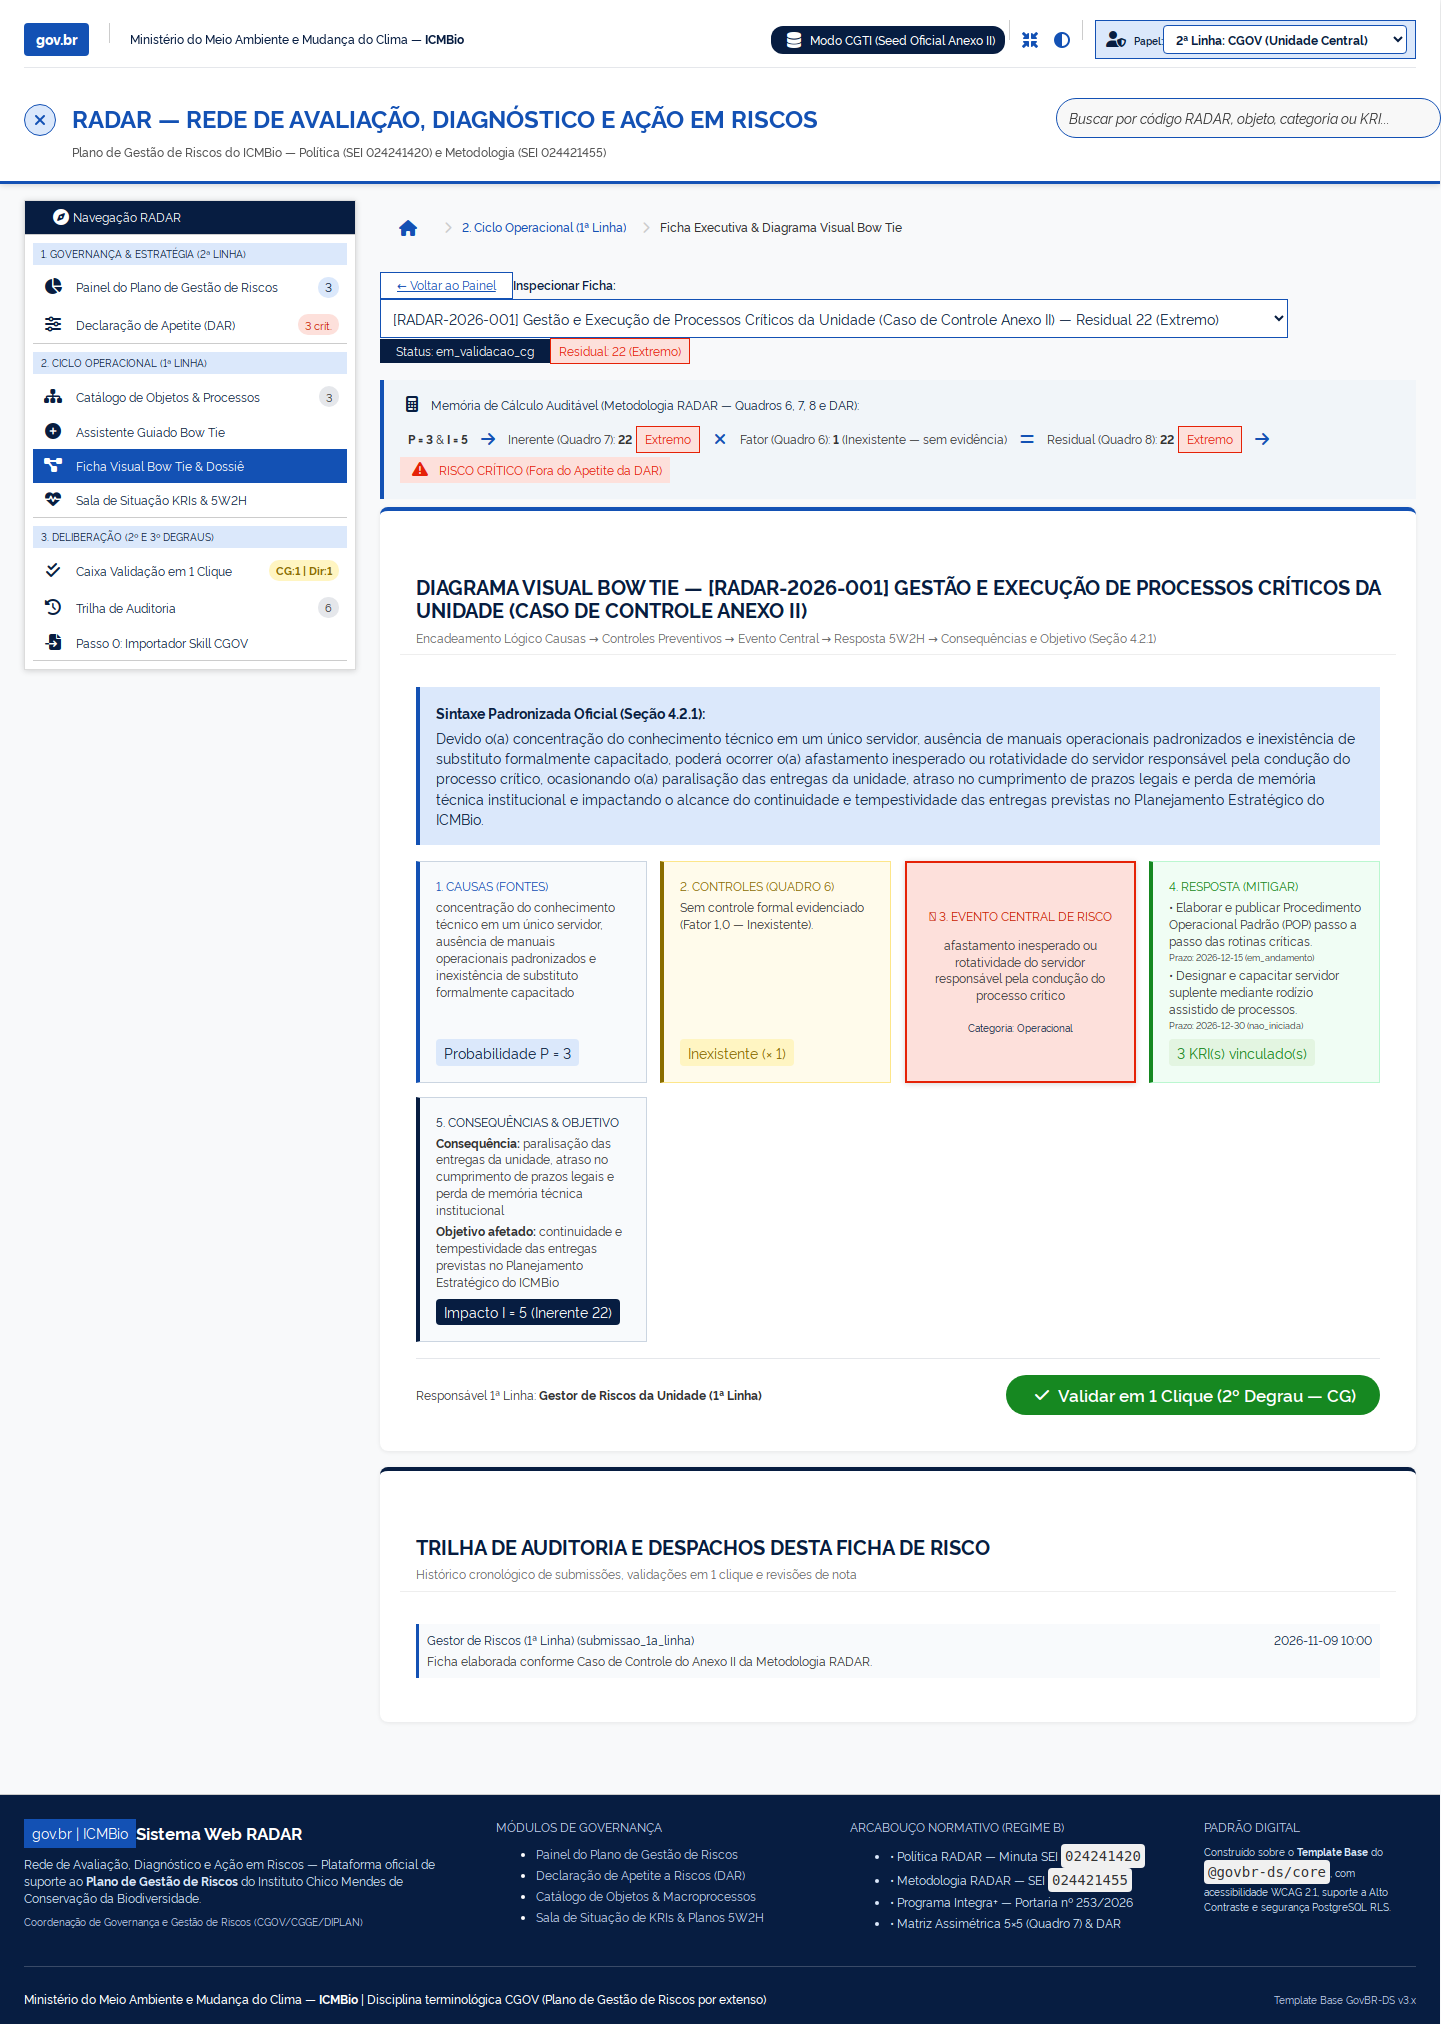 gov.br
Ministério do Meio Ambiente e Mudança do Clima — ICMBio
Modo CGTI (Seed Oficial Anexo II)
Papel:
2ª Linha: CGOV (Unidade Central)
RADAR — REDE DE AVALIAÇÃO, DIAGNÓSTICO E AÇÃO EM RISCOS
Plano de Gestão de Riscos do ICMBio — Política (SEI 024241420) e Metodologia (SEI 024421455)
Buscar por código RADAR, objeto, categoria ou KRI...
Navegação RADAR
1. GOVERNANÇA & ESTRATÉGIA (2ª LINHA)
Painel do Plano de Gestão de Riscos 3
Declaração de Apetite (DAR) 3 crit.
2. CICLO OPERACIONAL (1ª LINHA)
Catálogo de Objetos & Processos 3
Assistente Guiado Bow Tie
Ficha Visual Bow Tie & Dossiê
Sala de Situação KRIs & 5W2H
3. DELIBERAÇÃO (2º E 3º DEGRAUS)
Caixa Validação em 1 Clique CG:1 | Dir:1
Trilha de Auditoria 6
Passo 0: Importador Skill CGOV
2. Ciclo Operacional (1ª Linha)
Ficha Executiva & Diagrama Visual Bow Tie
← Voltar ao Painel
Inspecionar Ficha:
[RADAR-2026-001] Gestão e Execução de Processos Críticos da Unidade (Caso de Controle Anexo II) — Residual 22 (Extremo)
Status: em_validacao_cg
Residual: 22 (Extremo)
Memória de Cálculo Auditável (Metodologia RADAR — Quadros 6, 7, 8 e DAR):
P = 3 & I = 5 → Inerente (Quadro 7): 22 Extremo × Fator (Quadro 6): 1 (Inexistente — sem evidência) = Residual (Quadro 8): 22 Extremo →
RISCO CRÍTICO (Fora do Apetite da DAR)
DIAGRAMA VISUAL BOW TIE — [RADAR-2026-001] GESTÃO E EXECUÇÃO DE PROCESSOS CRÍTICOS DA
UNIDADE (CASO DE CONTROLE ANEXO II)
Encadeamento Lógico Causas → Controles Preventivos → Evento Central → Resposta 5W2H → Consequências e Objetivo (Seção 4.2.1)
Sintaxe Padronizada Oficial (Seção 4.2.1):
Devido o(a) concentração do conhecimento técnico em um único servidor, ausência de manuais operacionais padronizados e inexistência de
substituto formalmente capacitado, poderá ocorrer o(a) afastamento inesperado ou rotatividade do servidor responsável pela condução do
processo crítico, ocasionando o(a) paralisação das entregas da unidade, atraso no cumprimento de prazos legais e perda de memória
técnica institucional e impactando o alcance do continuidade e tempestividade das entregas previstas no Planejamento Estratégico do
ICMBio.
1. CAUSAS (FONTES)
concentração do conhecimento
técnico em um único servidor,
ausência de manuais
operacionais padronizados e
inexistência de substituto
formalmente capacitado
Probabilidade P = 3
2. CONTROLES (QUADRO 6)
Sem controle formal evidenciado
(Fator 1,0 — Inexistente).
Inexistente (× 1)
3. EVENTO CENTRAL DE RISCO
afastamento inesperado ou
rotatividade do servidor
responsável pela condução do
processo crítico
Categoria: Operacional
4. RESPOSTA (MITIGAR)
• Elaborar e publicar Procedimento
Operacional Padrão (POP) passo a
passo das rotinas críticas.
Prazo: 2026-12-15 (em_andamento)
• Designar e capacitar servidor
suplente mediante rodízio
assistido de processos.
Prazo: 2026-12-30 (nao_iniciada)
3 KRI(s) vinculado(s)
5. CONSEQUÊNCIAS & OBJETIVO
Consequência: paralisação das
entregas da unidade, atraso no
cumprimento de prazos legais e
perda de memória técnica
institucional
Objetivo afetado: continuidade e
tempestividade das entregas
previstas no Planejamento
Estratégico do ICMBio
Impacto I = 5 (Inerente 22)
Responsável 1ª Linha: Gestor de Riscos da Unidade (1ª Linha)
Validar em 1 Clique (2º Degrau — CG)
TRILHA DE AUDITORIA E DESPACHOS DESTA FICHA DE RISCO
Histórico cronológico de submissões, validações em 1 clique e revisões de nota
Gestor de Riscos (1ª Linha) (submissao_1a_linha) 2026-11-09 10:00
Ficha elaborada conforme Caso de Controle do Anexo II da Metodologia RADAR.
gov.br | ICMBio Sistema Web RADAR
Rede de Avaliação, Diagnóstico e Ação em Riscos — Plataforma oficial de
suporte ao Plano de Gestão de Riscos do Instituto Chico Mendes de
Conservação da Biodiversidade.
Coordenação de Governança e Gestão de Riscos (CGOV/CGGE/DIPLAN)
MÓDULOS DE GOVERNANÇA
• Painel do Plano de Gestão de Riscos
• Declaração de Apetite a Riscos (DAR)
• Catálogo de Objetos & Macroprocessos
• Sala de Situação de KRIs & Planos 5W2H
ARCABOUÇO NORMATIVO (REGIME B)
• • Política RADAR — Minuta SEI 024241420
• • Metodologia RADAR — SEI 024421455
• • Programa Integra+ — Portaria nº 253/2026
• • Matriz Assimétrica 5×5 (Quadro 7) & DAR
PADRÃO DIGITAL
Construído sobre o Template Base do
@govbr-ds/core, com
acessibilidade WCAG 2.1, suporte a Alto
Contraste e segurança PostgreSQL RLS.
Ministério do Meio Ambiente e Mudança do Clima — ICMBio | Disciplina terminológica CGOV (Plano de Gestão de Riscos por extenso)
Template Base GovBR-DS v3.x